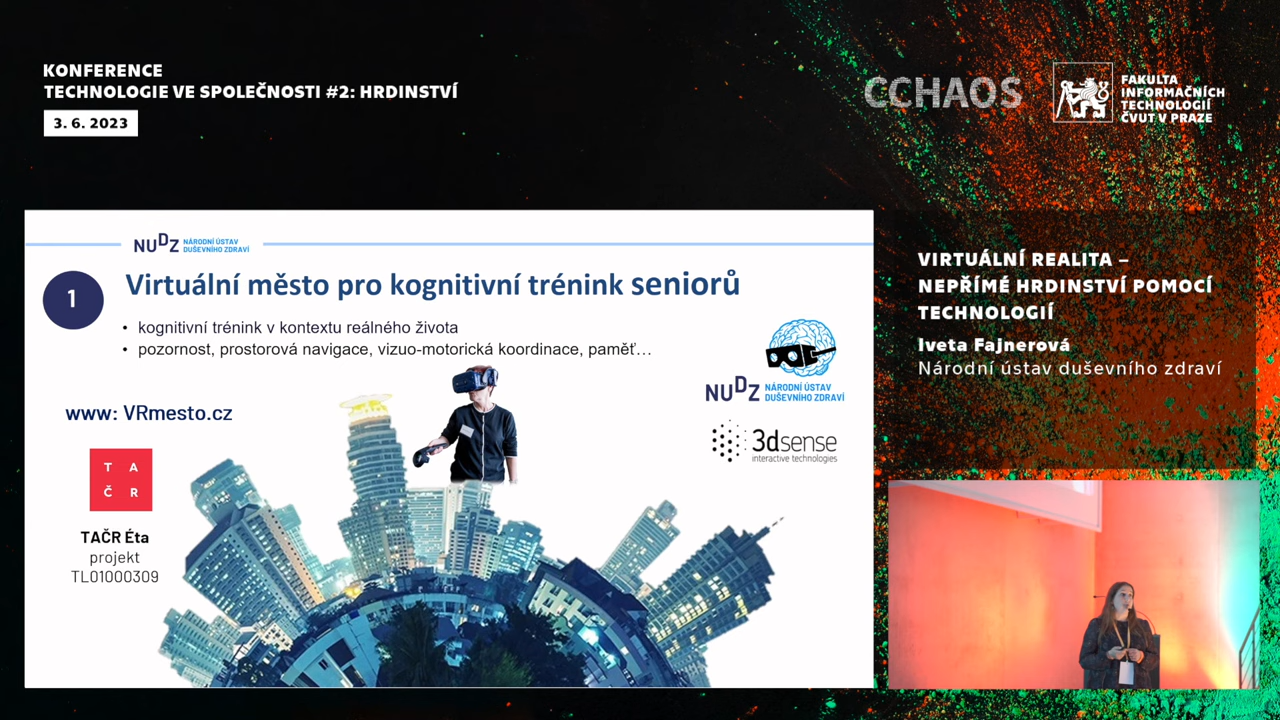 KONFERENCE
TECHNOLOGIE VE SPOLEČNOSTI #2: HRDINSTVÍ
3. 6. 2023
CCHAOS
FAKULTA
INFORMAČNÍCH
TECHNOLOGIÍ
ČVUT V PRAZE
NUDZ NÁRODNÍ ÚSTAV
DUŠEVNÍHO ZDRAVÍ
1
Virtuální město pro kognitivní trénink seniorů
• kognitivní trénink v kontextu reálného života
• pozornost, prostorová navigace, vizuo-motorická koordinace, paměť…
www: VRmesto.cz
T A
Č R
TAČR Éta
projekt
TL01000309
NUDZ NÁRODNÍ ÚSTAV
DUŠEVNÍHO ZDRAVÍ
3dsense
interactive technologies
VIRTUÁLNÍ REALITA –
NEPŘÍMÉ HRDINSTVÍ POMOCÍ
TECHNOLOGIÍ
Iveta Fajnerová
Národní ústav duševního zdraví